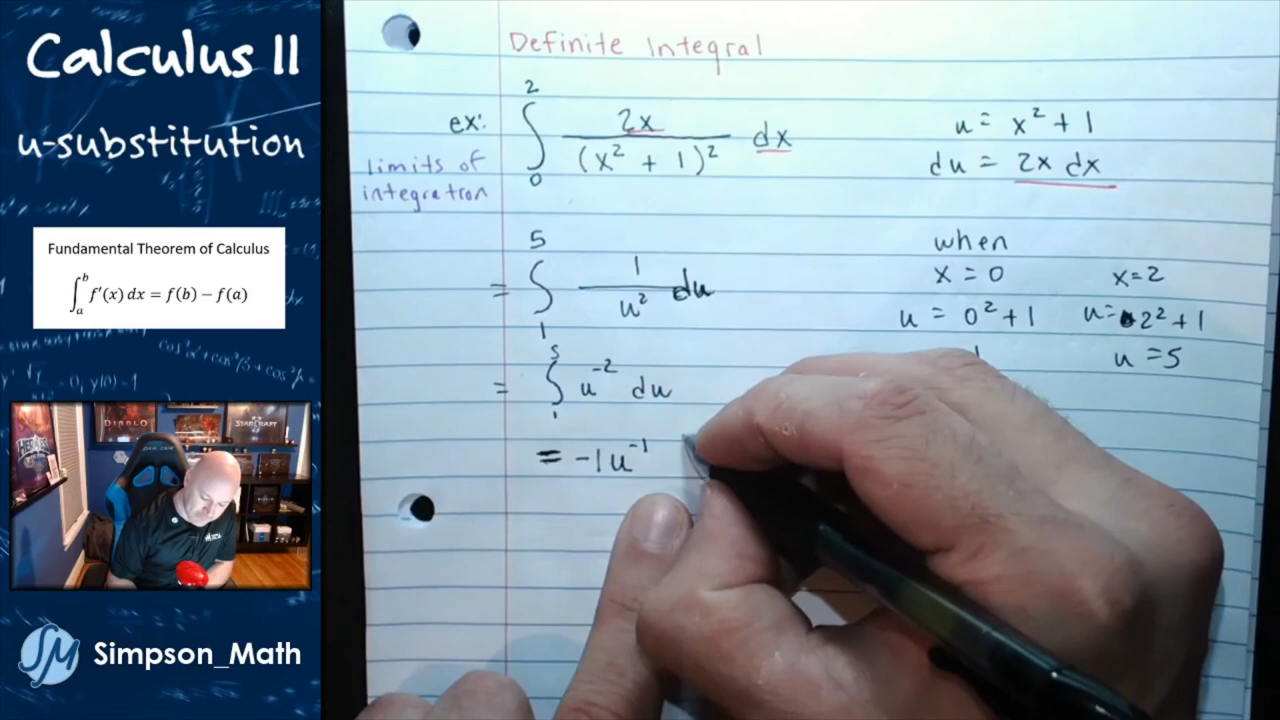 Calculus II
u-substitution
Fundamental Theorem of Calculus
∫_a^b f′(x) dx = f(b) − f(a)
DIABLO
STARCRAFT
Simpson_Math
Definite Integral
ex: ∫_0^2 2x/(x² + 1)² dx
limits of
integration
u = x² + 1
du = 2x dx
= ∫_1^5 1/u² du
= ∫_1^5 u⁻² du
= -1u⁻¹
when
x = 0
u = 0² + 1
x=2
u= 2² + 1
u = 5